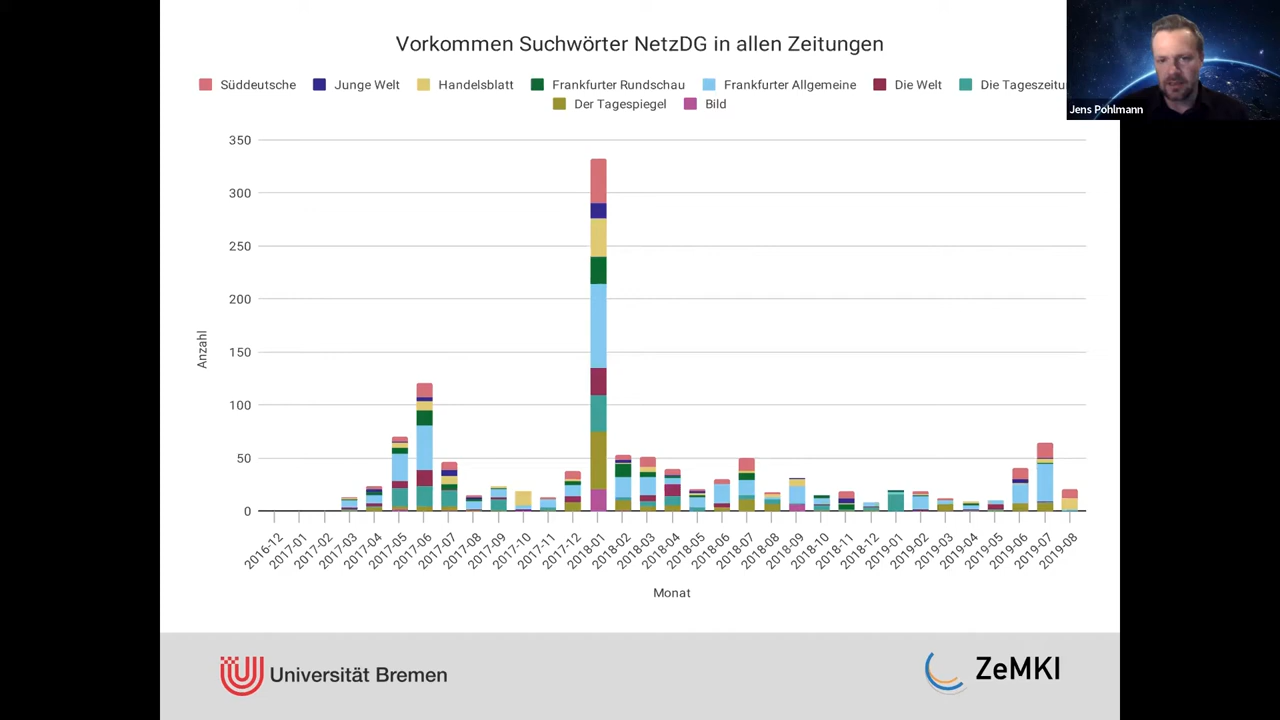 Vorkommen Suchwörter NetzDG in allen Zeitungen
Süddeutsche Junge Welt Handelsblatt Frankfurter Rundschau Frankfurter Allgemeine Die Welt Die Tageszeitu
Der Tagespiegel Bild
Jens Pohlmann
350
300
250
200
150
100
50
0
Anzahl
2016-12 2017-01 2017-02 2017-03 2017-04 2017-05 2017-06 2017-07 2017-08 2017-09 2017-10 2017-11 2017-12 2018-01 2018-02 2018-03 2018-04 2018-05 2018-06 2018-07 2018-08 2018-09 2018-10 2018-11 2018-12 2019-01 2019-02 2019-03 2019-04 2019-05 2019-06 2019-07 2019-08
Monat
Universität Bremen
ZeMKI